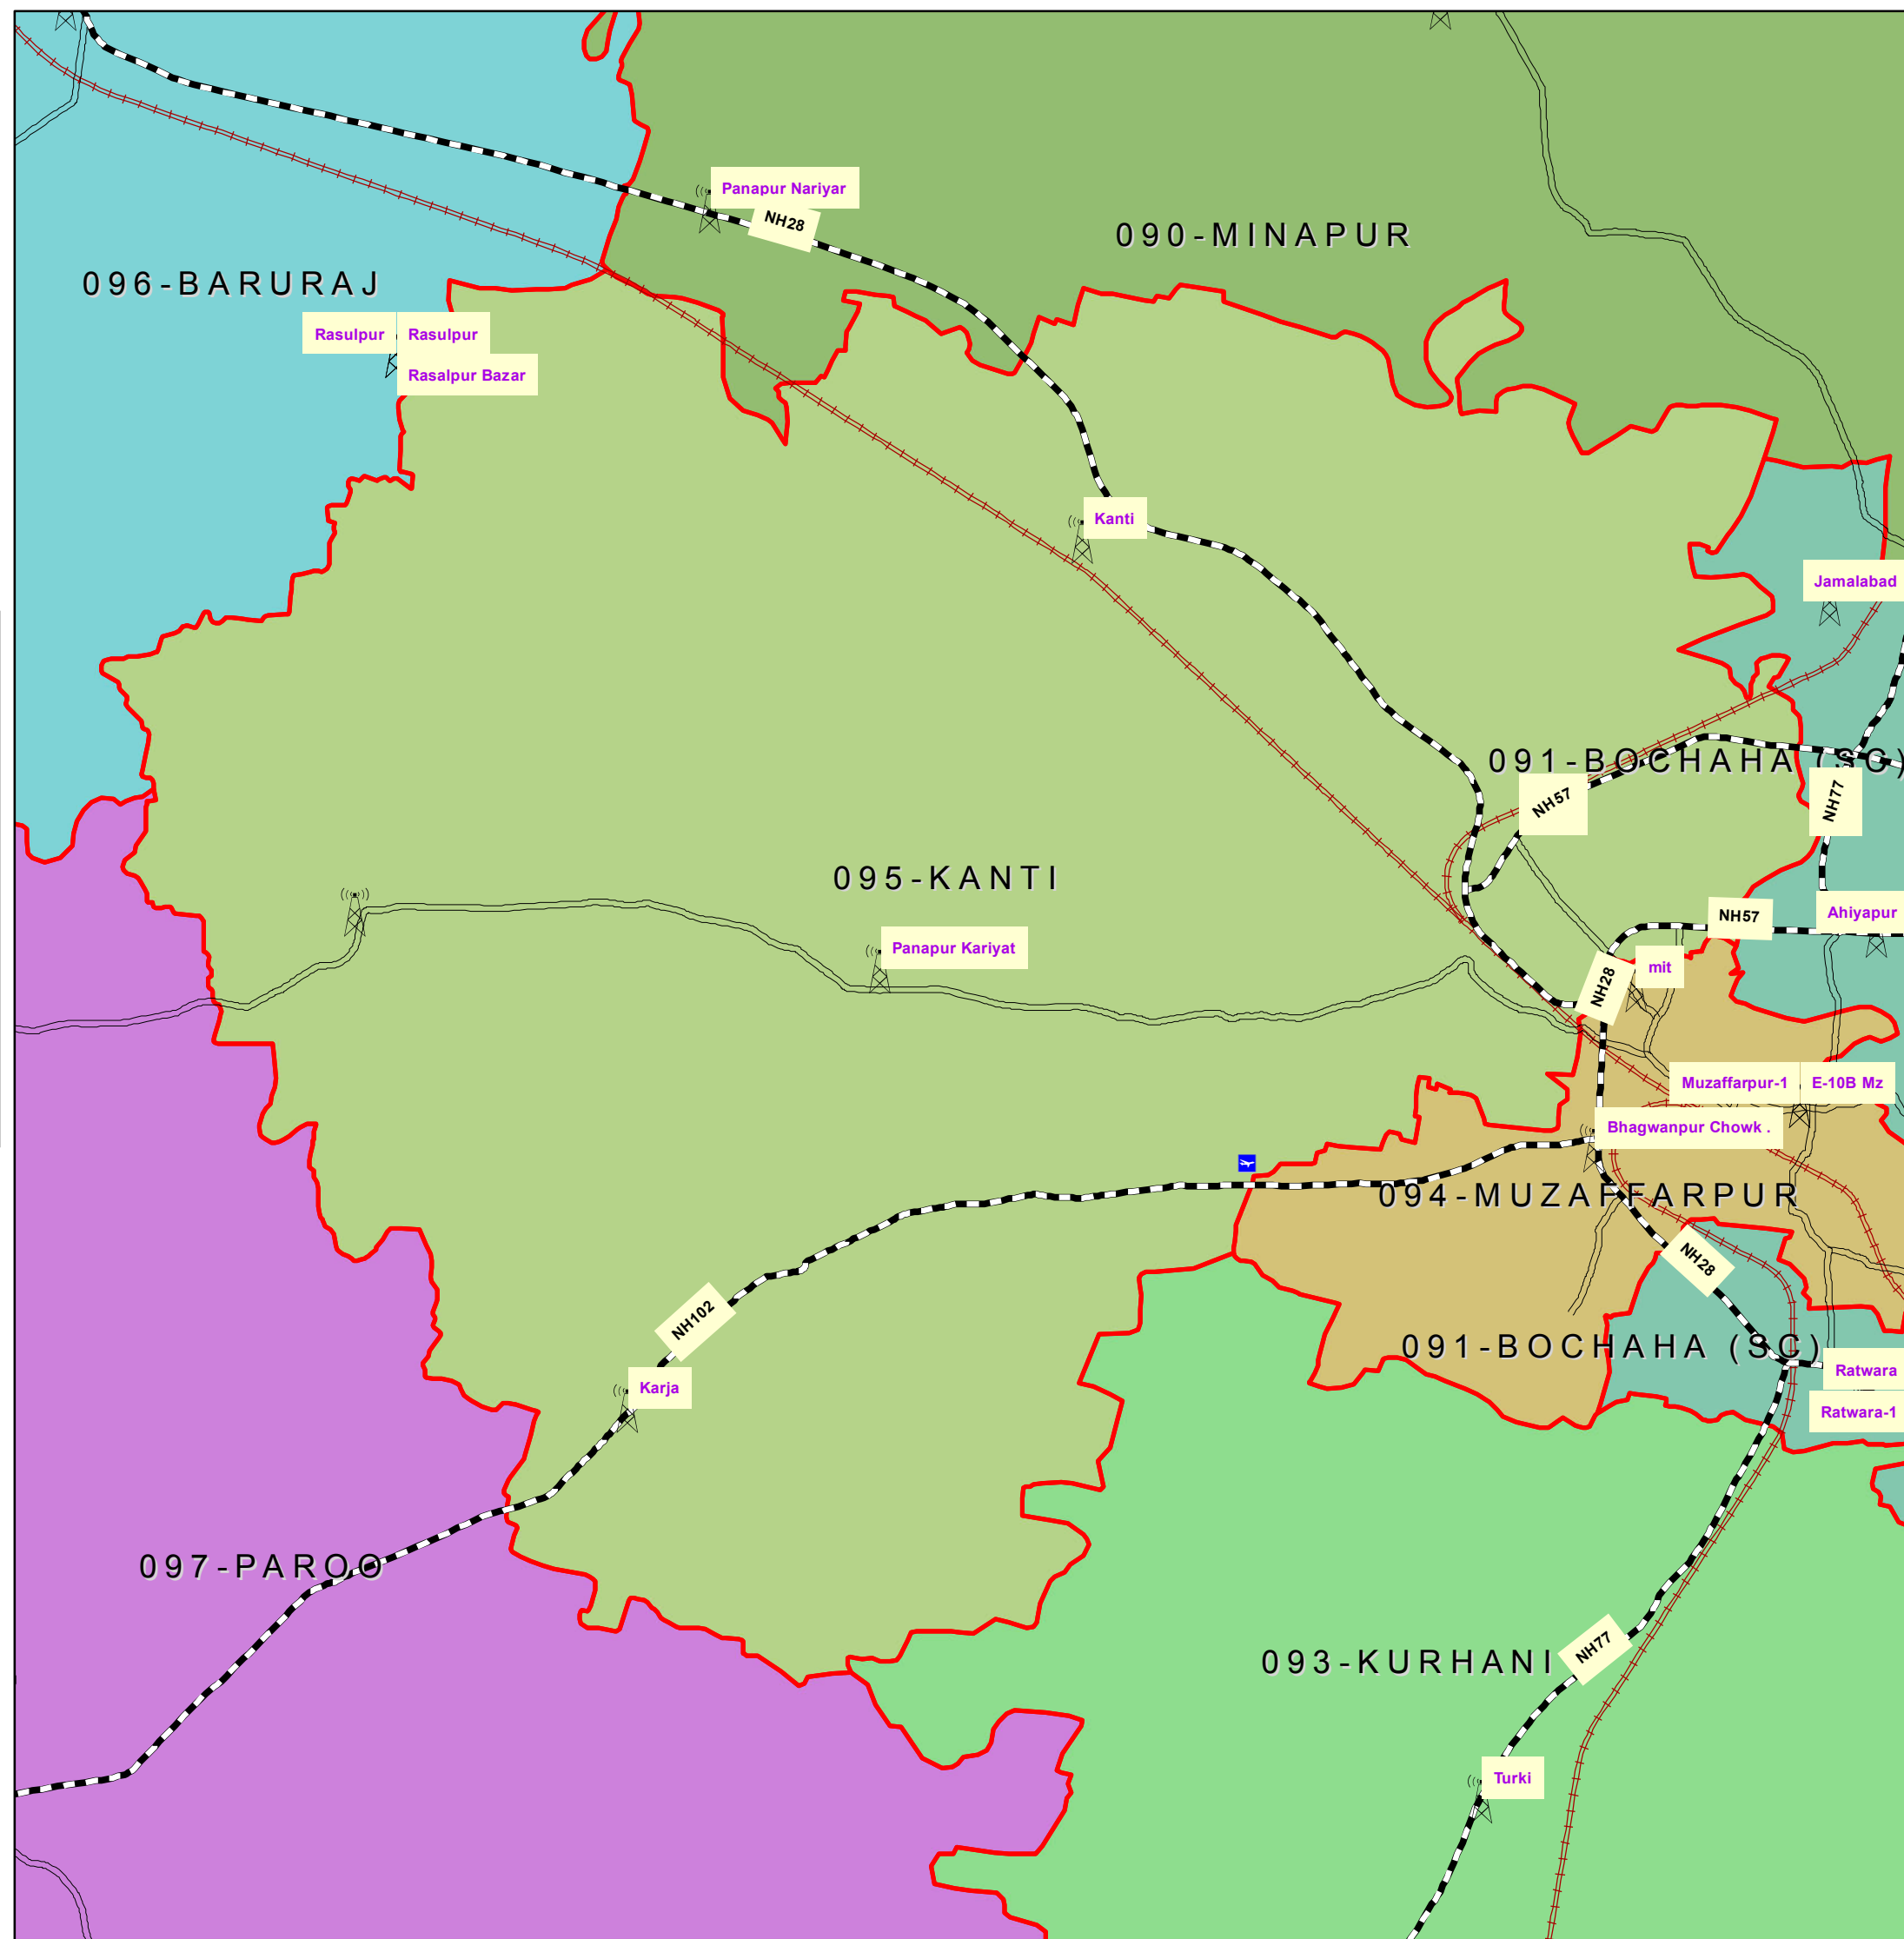 Panapur Nariyar
NH28
090-MINAPUR
096-BARURAJ
Rasulpur
Rasulpur
Rasalpur Bazar
Kanti
Jamalabad
091-BOCHAHA (SC)
NH57
NH77
095-KANTI
Ahiyapur
NH57
Panapur Kariyat
mit
NH28
Muzaffarpur-1
E-10B Mz
Bhagwanpur Chowk .
094-MUZAFFARPUR
NH28
NH102
091-BOCHAHA (SC)
Ratwara
Karja
Ratwara-1
097-PAROO
NH77
093-KURHANI
Turki